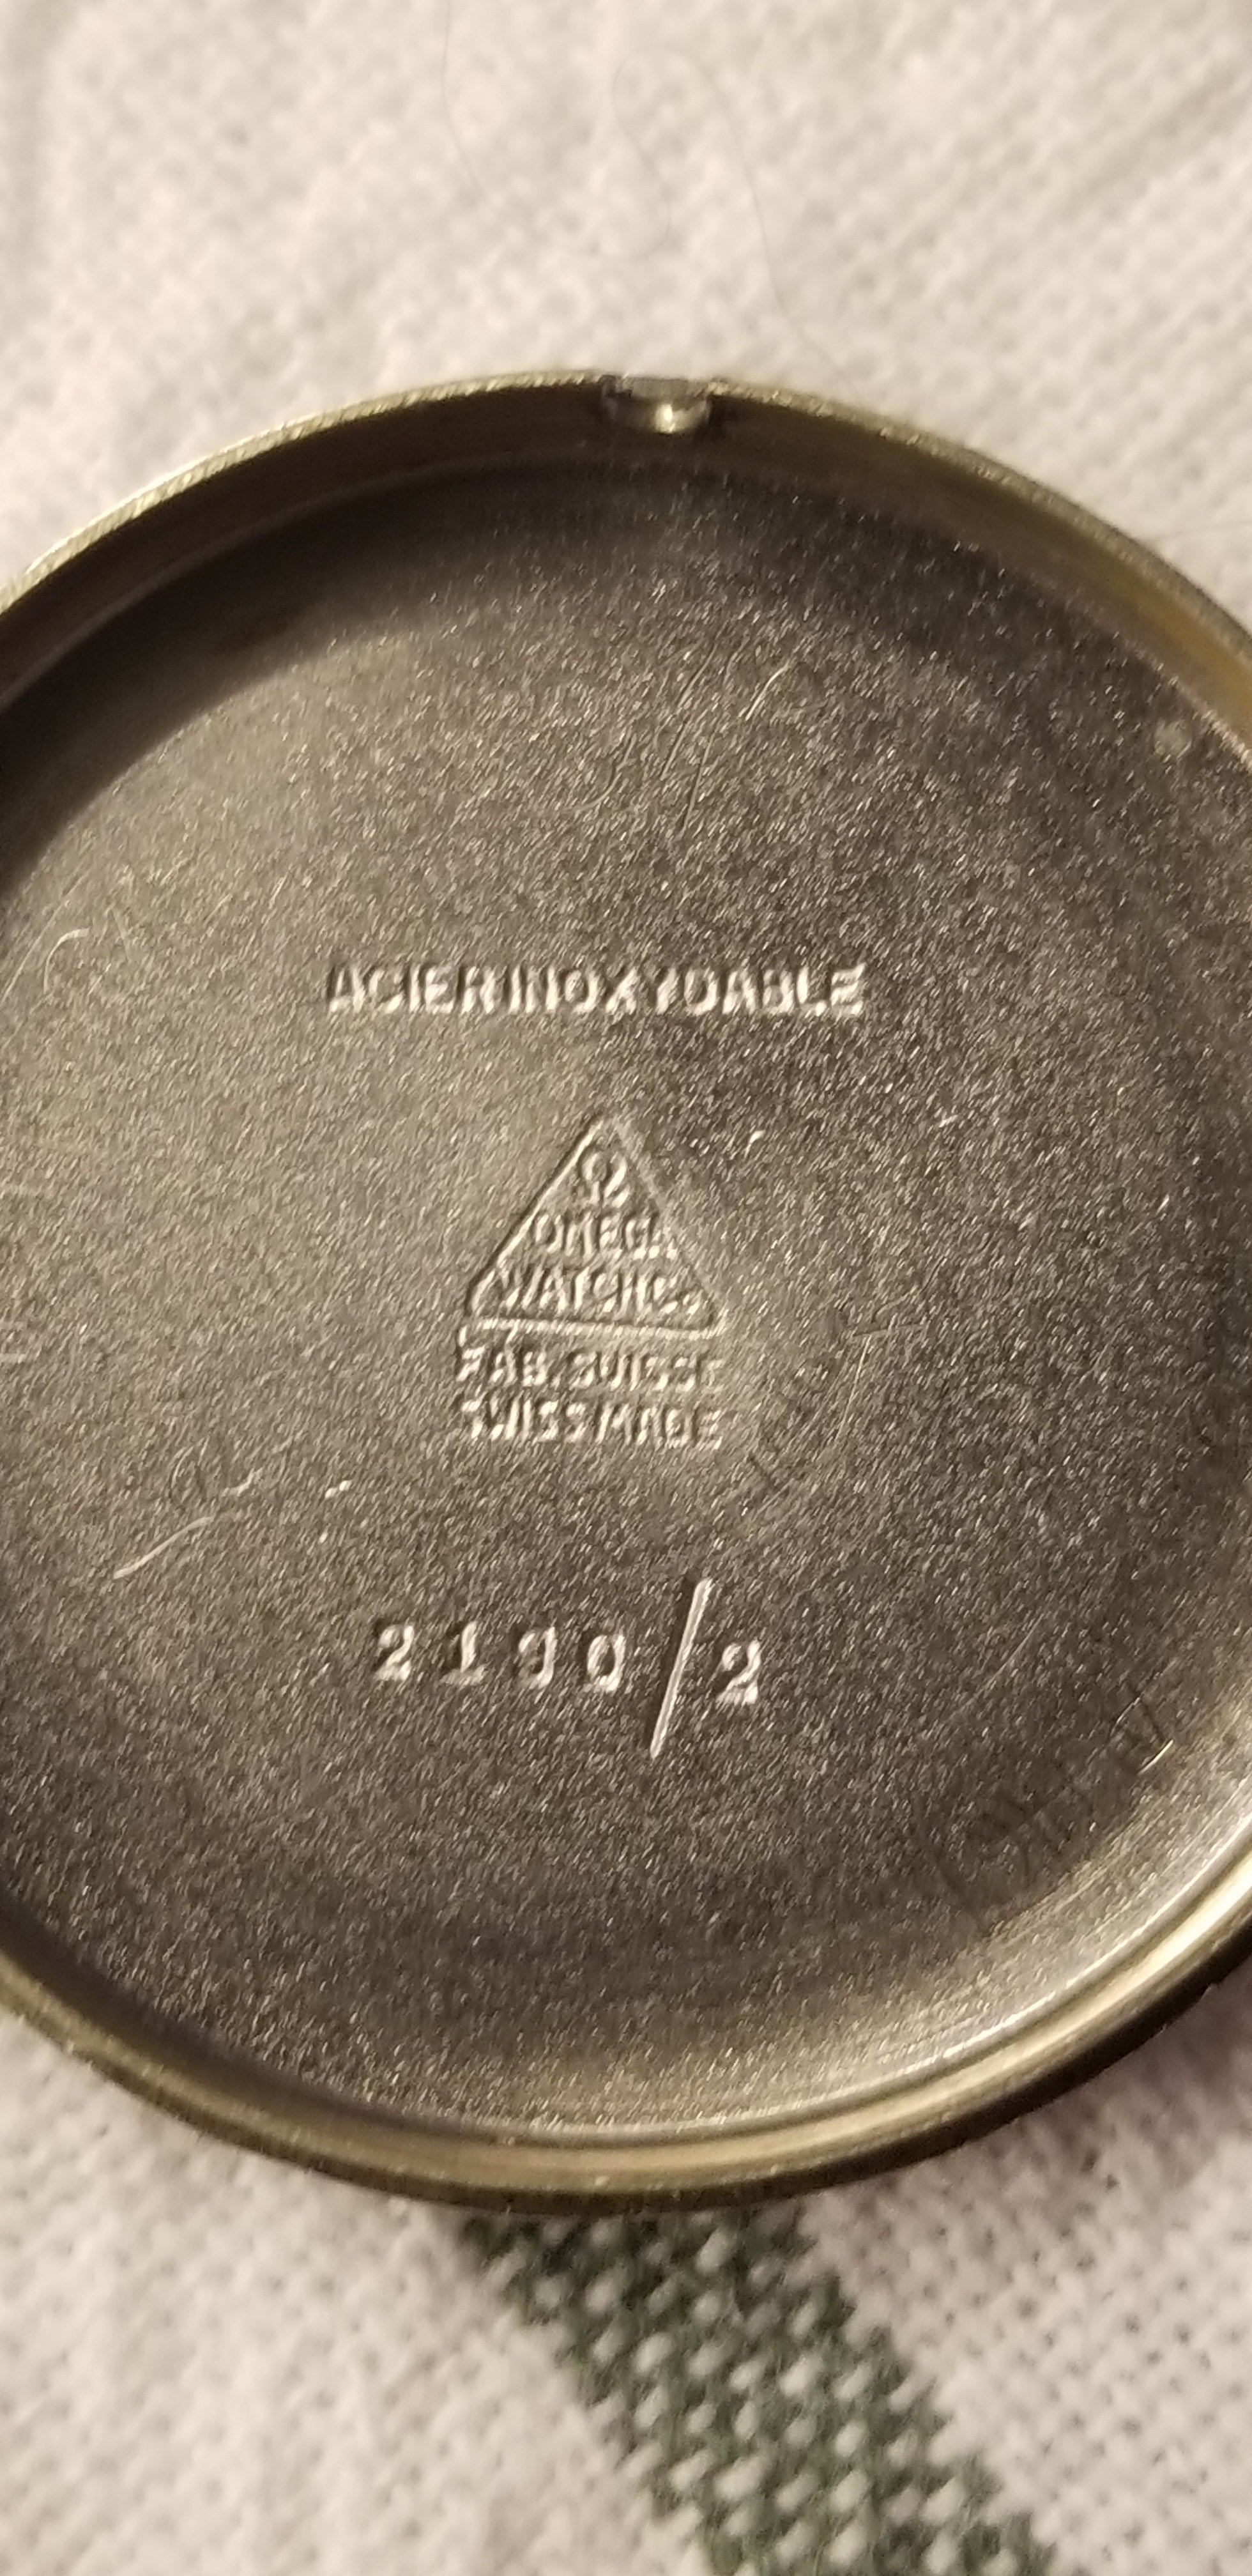 ACIER INOXYDABLE
Ω
OMEGA
WATCH Co
FAB. SUISSE
SWISS MADE
2190/2